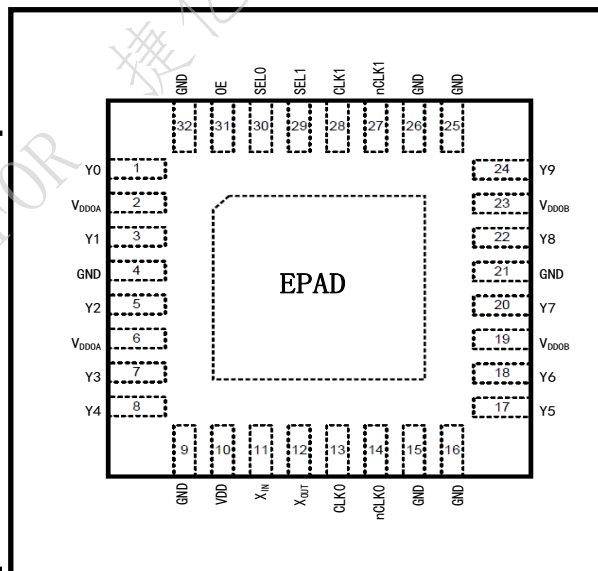 捷亿
FOR
GND OE SEL0 SEL1 CLK1 nCLK1 GND GND
32 31 30 29 28 27 26 25
Y0 1 24 Y9
VDDOA 2 23 VDDOB
Y1 3 22 Y8
GND 4 21 GND
EPAD
Y2 5 20 Y7
VDDOA 6 19 VDDOB
Y3 7 18 Y6
Y4 8 17 Y5
9 10 11 12 13 14 15 16
GND VDD XIN XOUT CLK0 nCLK0 GND GND